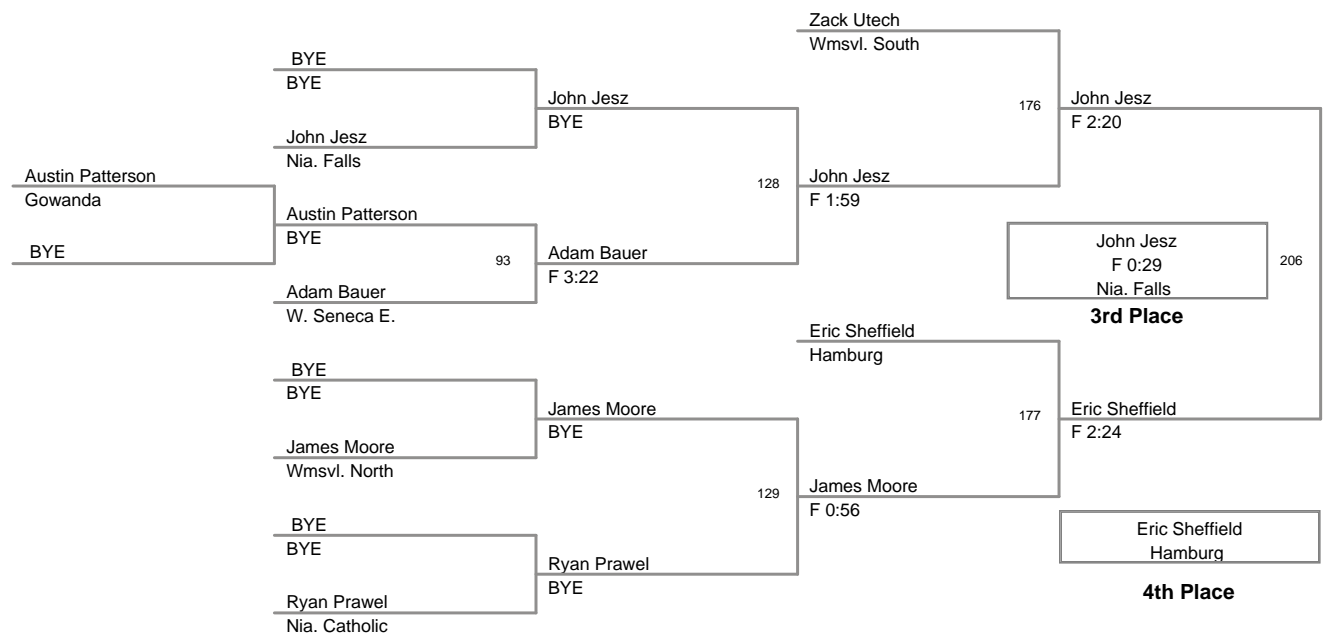 Zack Utech
Wmsvl. South
BYE
BYE
John Jesz
BYE
176
John Jesz
F 2:20
John Jesz
Nia. Falls
Austin Patterson
Gowanda
128
John Jesz
F 1:59
Austin Patterson
BYE
BYE
93
Adam Bauer
F 3:22
John Jesz
F 0:29
Nia. Falls
206
3rd Place
Adam Bauer
W. Seneca E.
Eric Sheffield
Hamburg
BYE
BYE
James Moore
BYE
177
Eric Sheffield
F 2:24
James Moore
Wmsvl. North
129
James Moore
F 0:56
BYE
BYE
Eric Sheffield
Hamburg
4th Place
Ryan Prawel
BYE
Ryan Prawel
Nia. Catholic